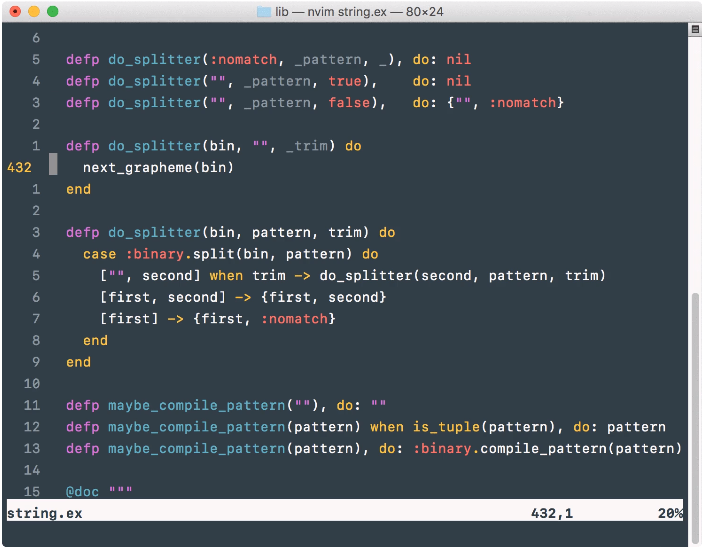 lib — nvim string.ex — 80×24
6
5 defp do_splitter(:nomatch, _pattern, _), do: nil
4 defp do_splitter("", _pattern, true),    do: nil
3 defp do_splitter("", _pattern, false),   do: {"", :nomatch}
2
1 defp do_splitter(bin, "", _trim) do
432     next_grapheme(bin)
1 end
2
3 defp do_splitter(bin, pattern, trim) do
4   case :binary.split(bin, pattern) do
5     ["", second] when trim -> do_splitter(second, pattern, trim)
6     [first, second] -> {first, second}
7     [first] -> {first, :nomatch}
8   end
9 end
10
11 defp maybe_compile_pattern(""), do: ""
12 defp maybe_compile_pattern(pattern) when is_tuple(pattern), do: pattern
13 defp maybe_compile_pattern(pattern), do: :binary.compile_pattern(pattern)
14
15 @doc """
string.ex 432,1 20%